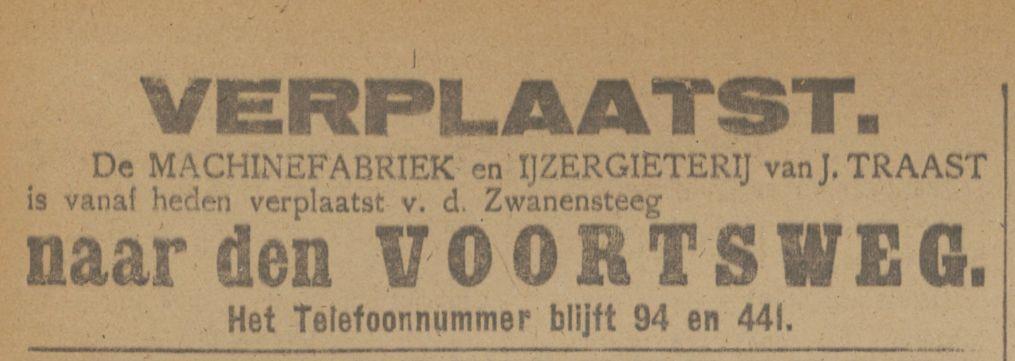 VERPLAATST.
De MACHINEFABRIEK en IJZERGIETERIJ van J. TRAAST
is vanaf heden verplaatst v. d. Zwanensteeg
naar den VOORTSWEG.
Het Telefoonnummer blijft 94 en 441.